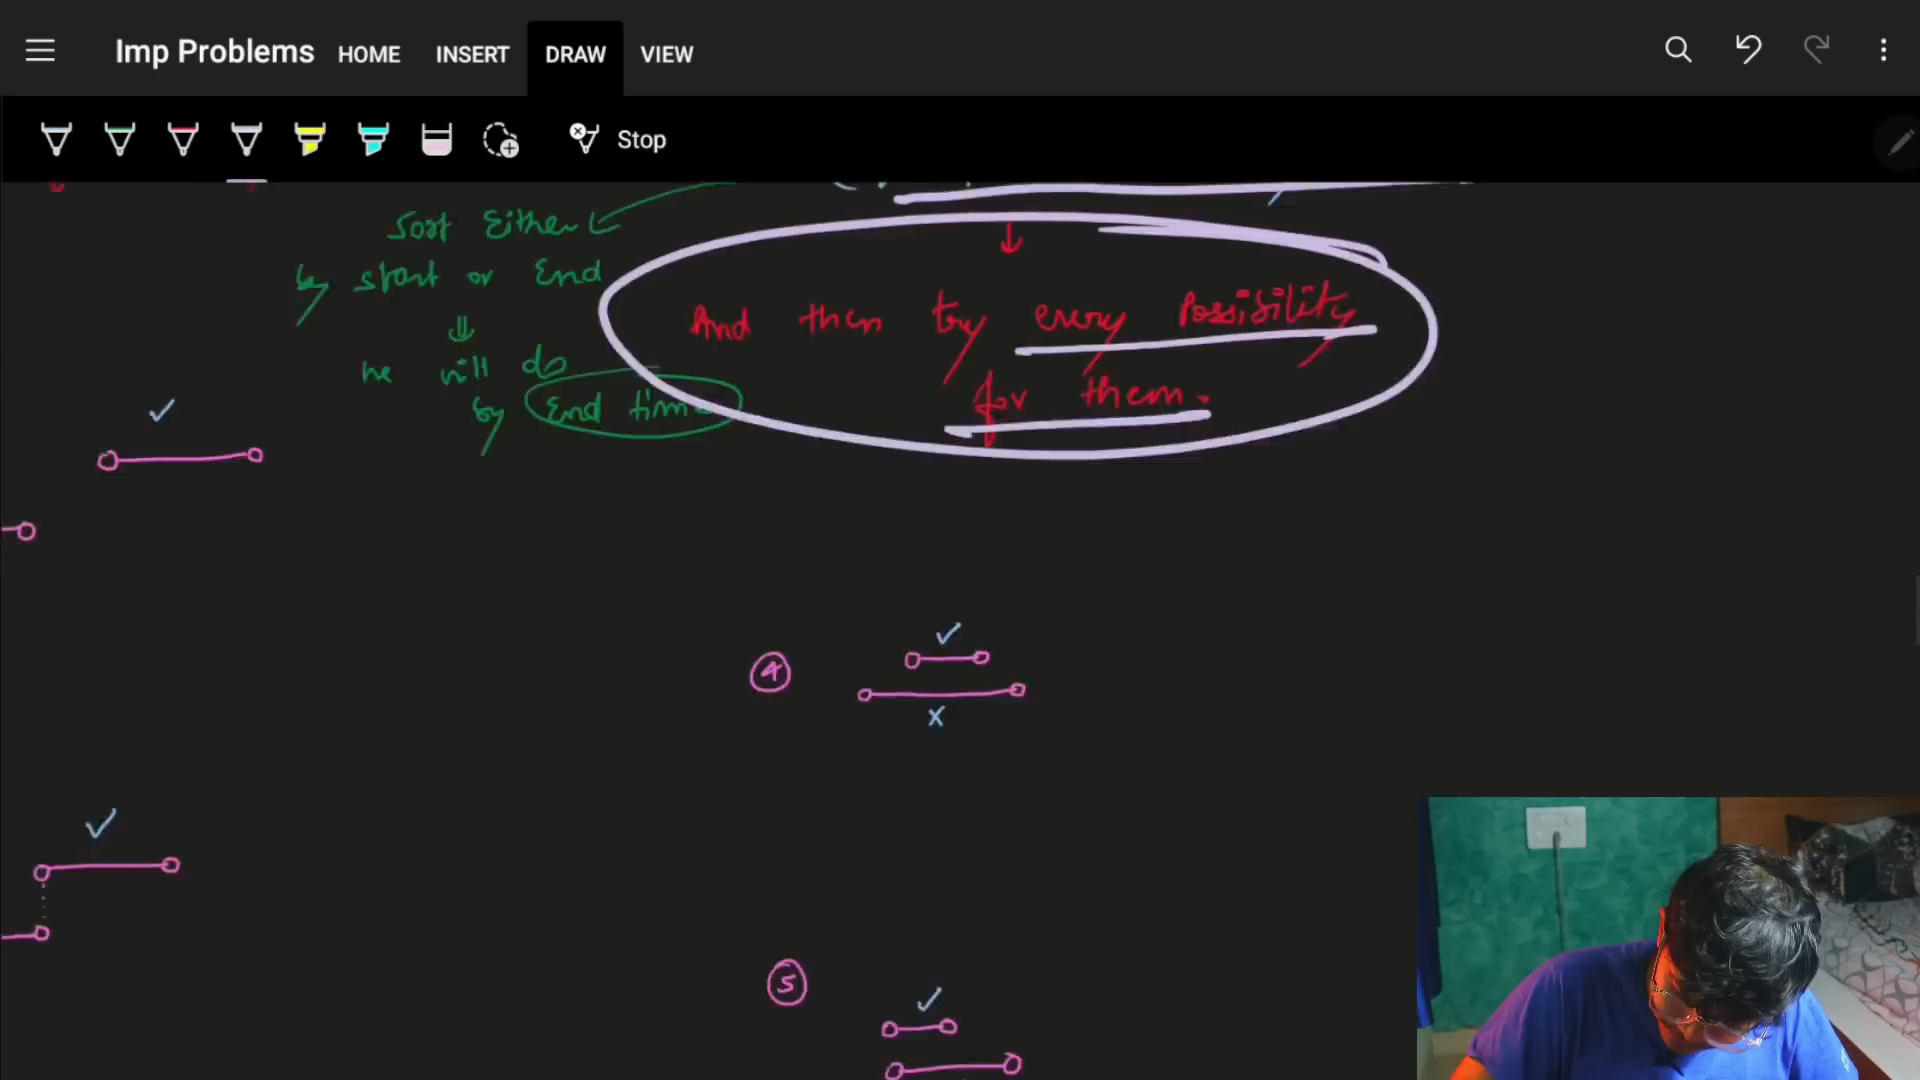 Imp Problems HOME INSERT DRAW VIEW
Stop
Sort Either
by start or End
we will do
by End time
And then try every Possibility
for them.
✓
✓
4
x
✓
5
✓